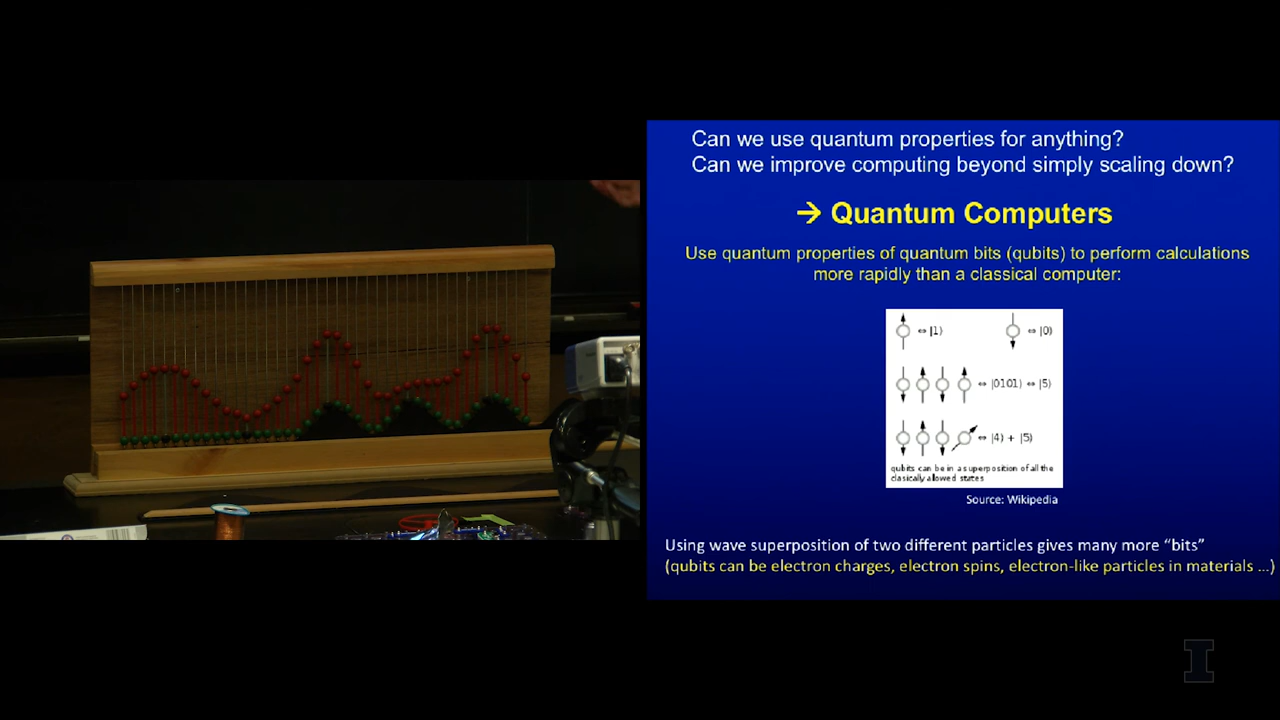 Can we use quantum properties for anything?
Can we improve computing beyond simply scaling down?
→ Quantum Computers
Use quantum properties of quantum bits (qubits) to perform calculations
more rapidly than a classical computer:
⇔ |1⟩ ⇔ |0⟩
⇔ |0101⟩ ⇔ |5⟩
⇔ |4⟩ + |5⟩
qubits can be in a superposition of all the
clasically allowed states
Source: Wikipedia
Using wave superposition of two different particles gives many more “bits”
(qubits can be electron charges, electron spins, electron-like particles in materials ...)
I